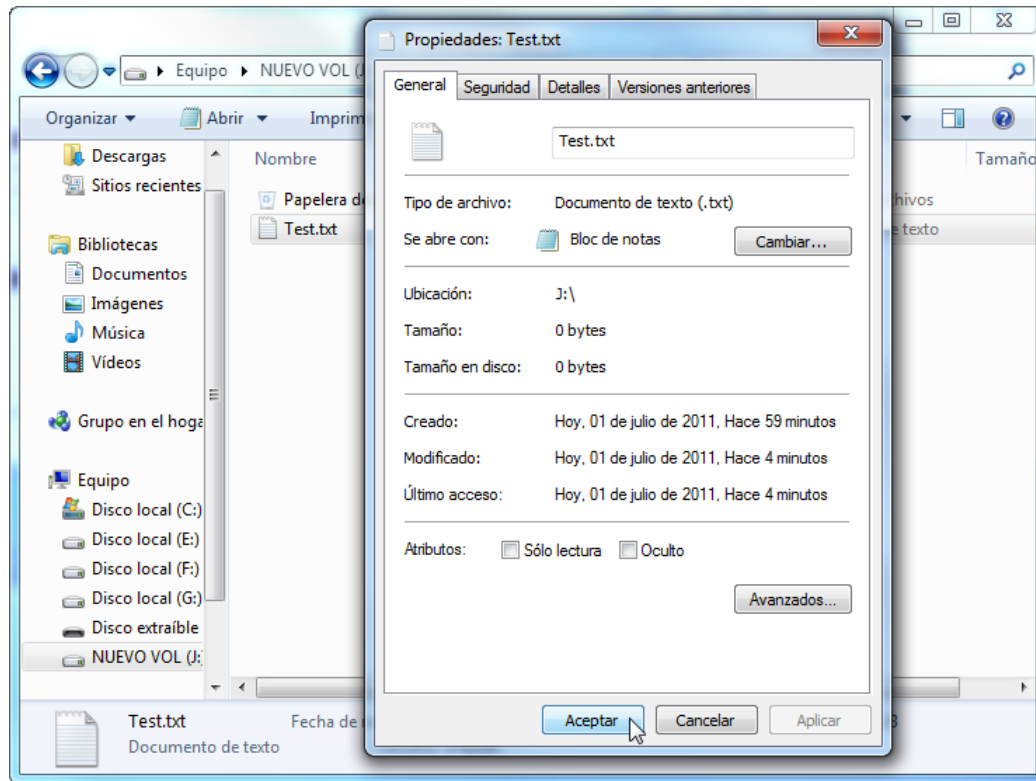 Propiedades: Test.txt
Equipo NUEVO VOL (J
Organizar Abrir Imprim
General Seguridad Detalles Versiones anteriores
Descargas
Sitios recientes
Bibliotecas
Documentos
Imágenes
Música
Vídeos
Grupo en el hoga
Equipo
Disco local (C:)
Disco local (E:)
Disco local (F:)
Disco local (G:)
Disco extraíble
NUEVO VOL (J:
Nombre
Papelera d
Test.txt
Tamaño
hivos
e texto
Test.txt
Tipo de archivo: Documento de texto (.txt)
Se abre con: Bloc de notas Cambiar...
Ubicación: J:\
Tamaño: 0 bytes
Tamaño en disco: 0 bytes
Creado: Hoy, 01 de julio de 2011, Hace 59 minutos
Modificado: Hoy, 01 de julio de 2011, Hace 4 minutos
Último acceso: Hoy, 01 de julio de 2011, Hace 4 minutos
Atributos: Sólo lectura Oculto
Avanzados...
Aceptar Cancelar Aplicar
Test.txt Fecha de
Documento de texto